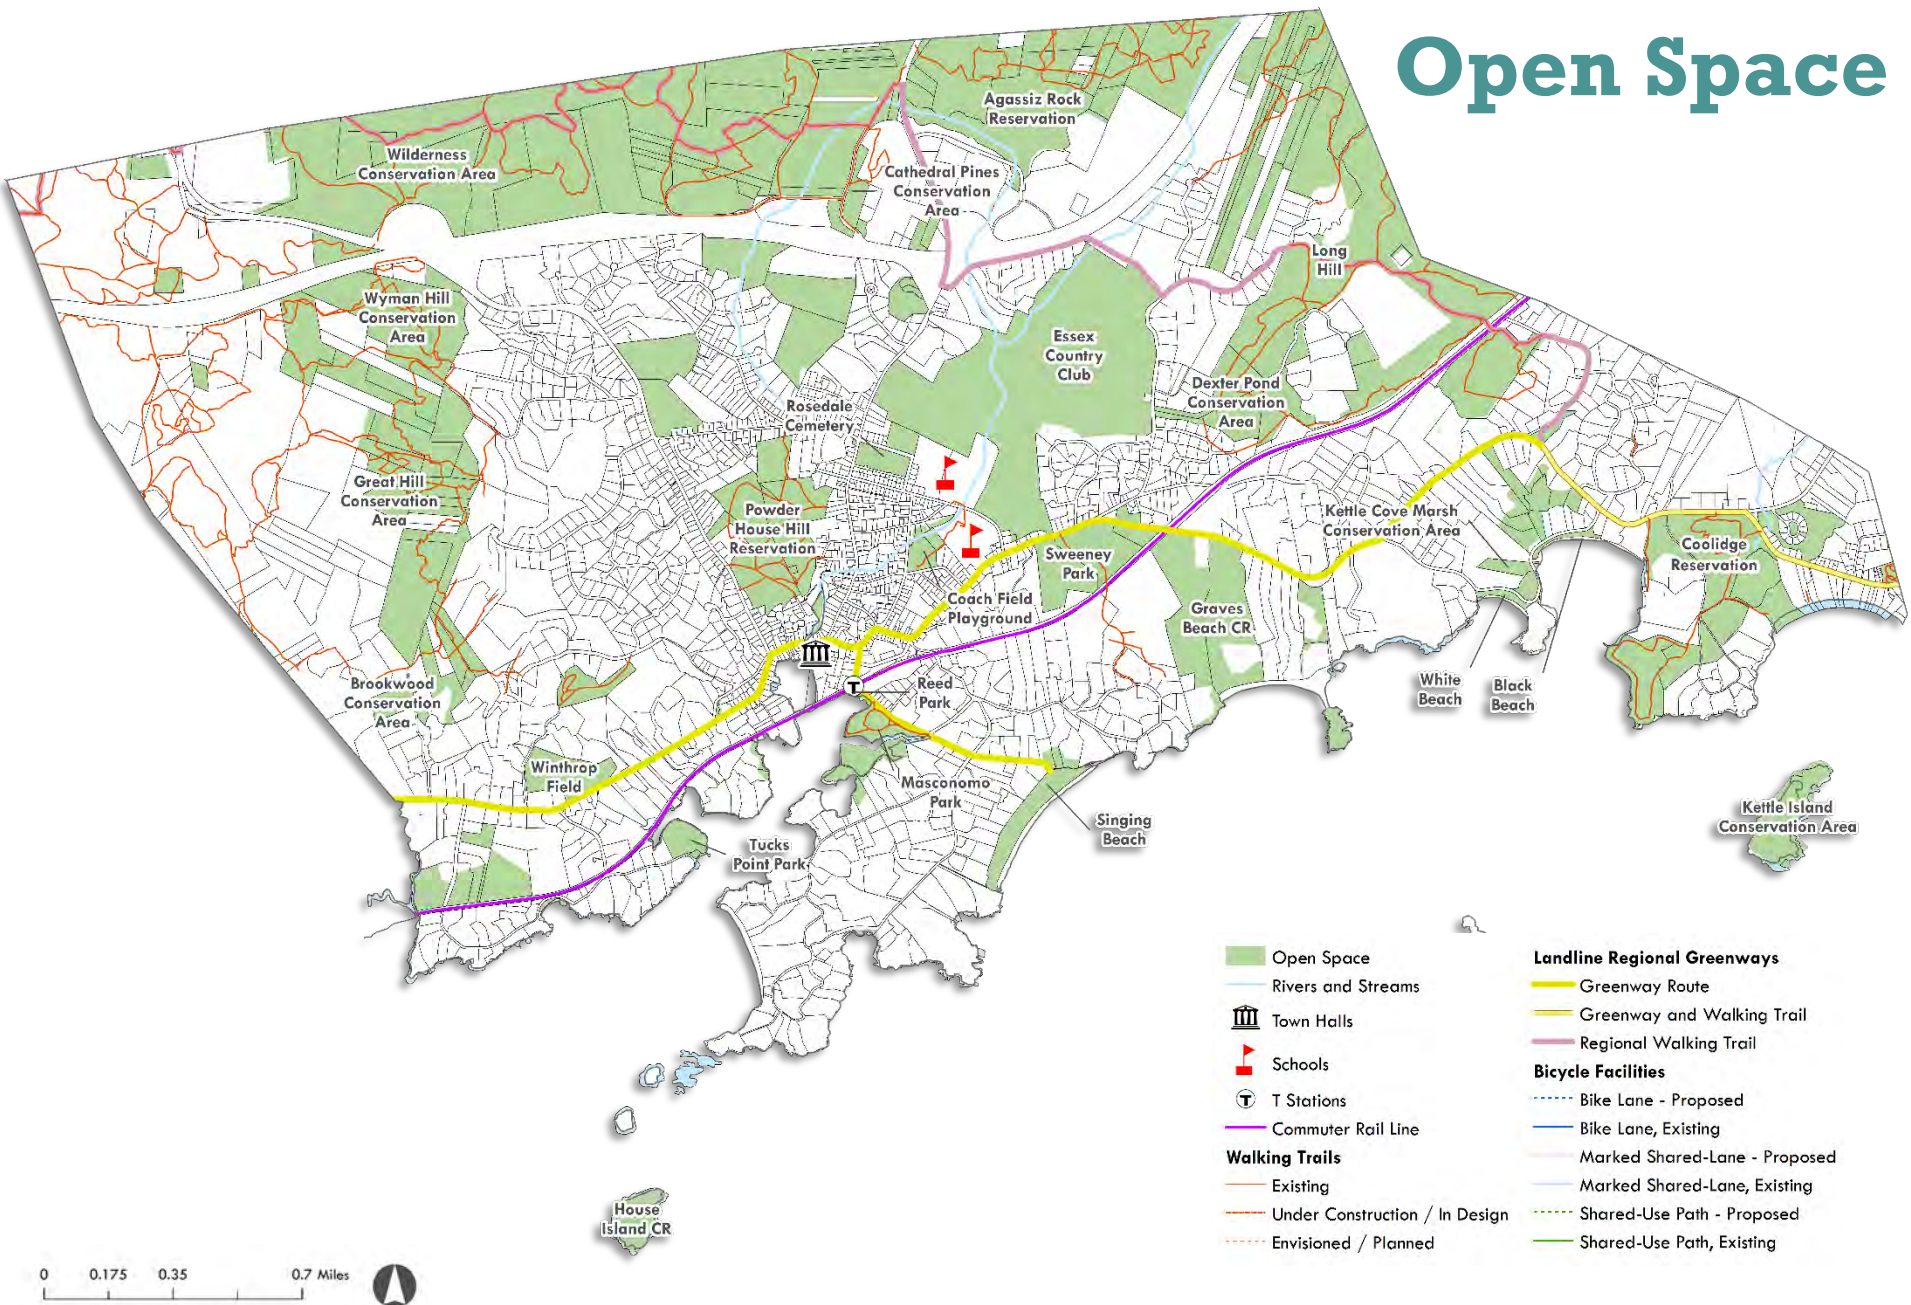 Open Space
Agassiz Rock
Reservation
Wilderness
Conservation Area
Cathedral Pines
Conservation
Area
Long
Hill
Wyman Hill
Conservation
Area
Essex
Country
Club
Dexter Pond
Conservation
Area
Rosedale
Cemetery
Great Hill
Conservation
Area
Powder
House Hill
Reservation
Kettle Cove Marsh
Conservation Area
Sweeney
Park
Coolidge
Reservation
Coach Field
Playground
Graves
Beach CR
Brookwood
Conservation
Area
Reed
Park
White
Beach
Black
Beach
Winthrop
Field
Masconomo
Park
Singing
Beach
Tucks
Point Park
Kettle Island
Conservation Area
House
Island CR
T
Open Space
Rivers and Streams
Town Halls
Schools
T
T Stations
Commuter Rail Line
Walking Trails
Existing
Under Construction / In Design
Envisioned / Planned
Landline Regional Greenways
Greenway Route
Greenway and Walking Trail
Regional Walking Trail
Bicycle Facilities
Bike Lane - Proposed
Bike Lane, Existing
Marked Shared-Lane - Proposed
Marked Shared-Lane, Existing
Shared-Use Path - Proposed
Shared-Use Path, Existing
0 0.175 0.35 0.7 Miles